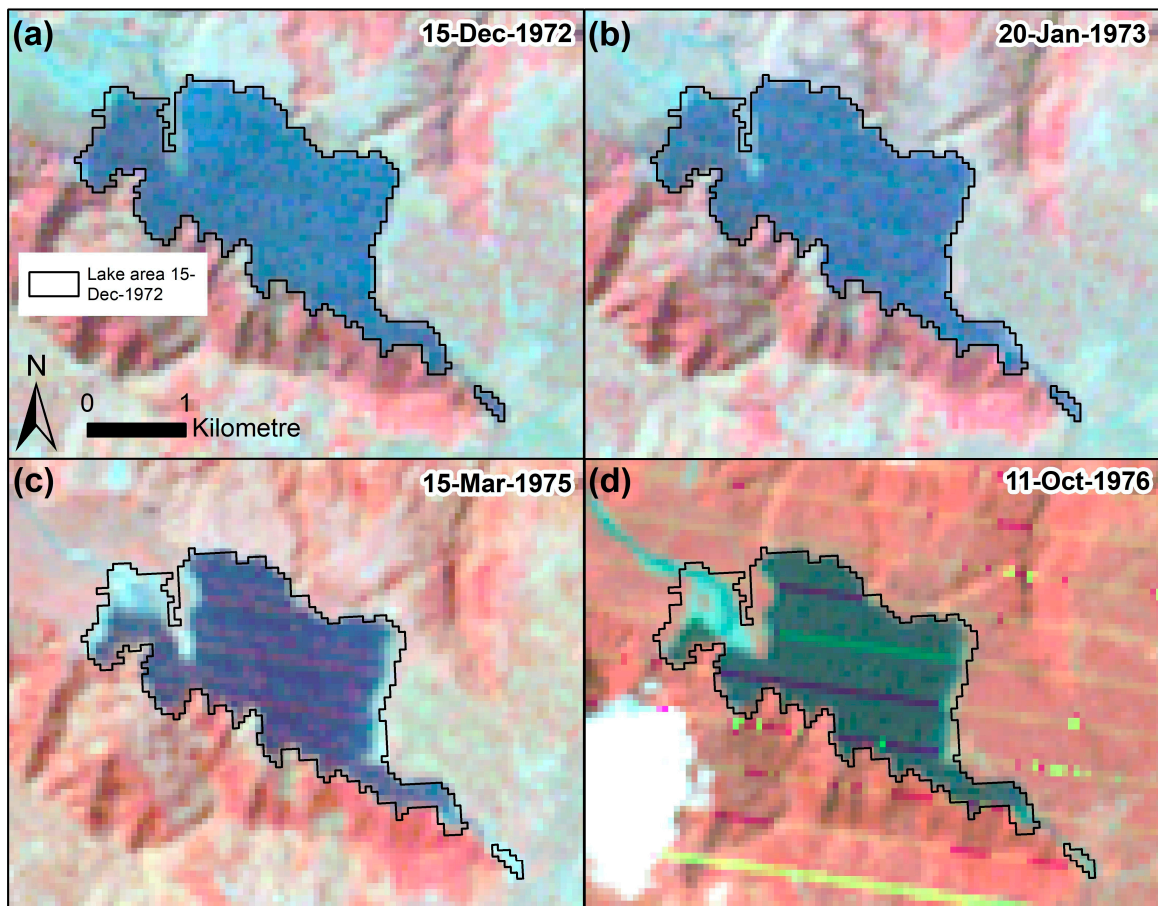 (a)
15-Dec-1972
(b)
20-Jan-1973
Lake area 15-
Dec-1972
N
0 1
Kilometre
(c)
15-Mar-1975
(d)
11-Oct-1976